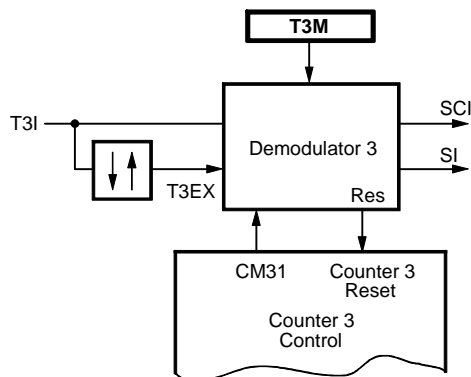 T3M
T3I
SCI
Demodulator 3
SI
T3EX
Res
CM31
Counter 3
Reset
Counter 3
Control